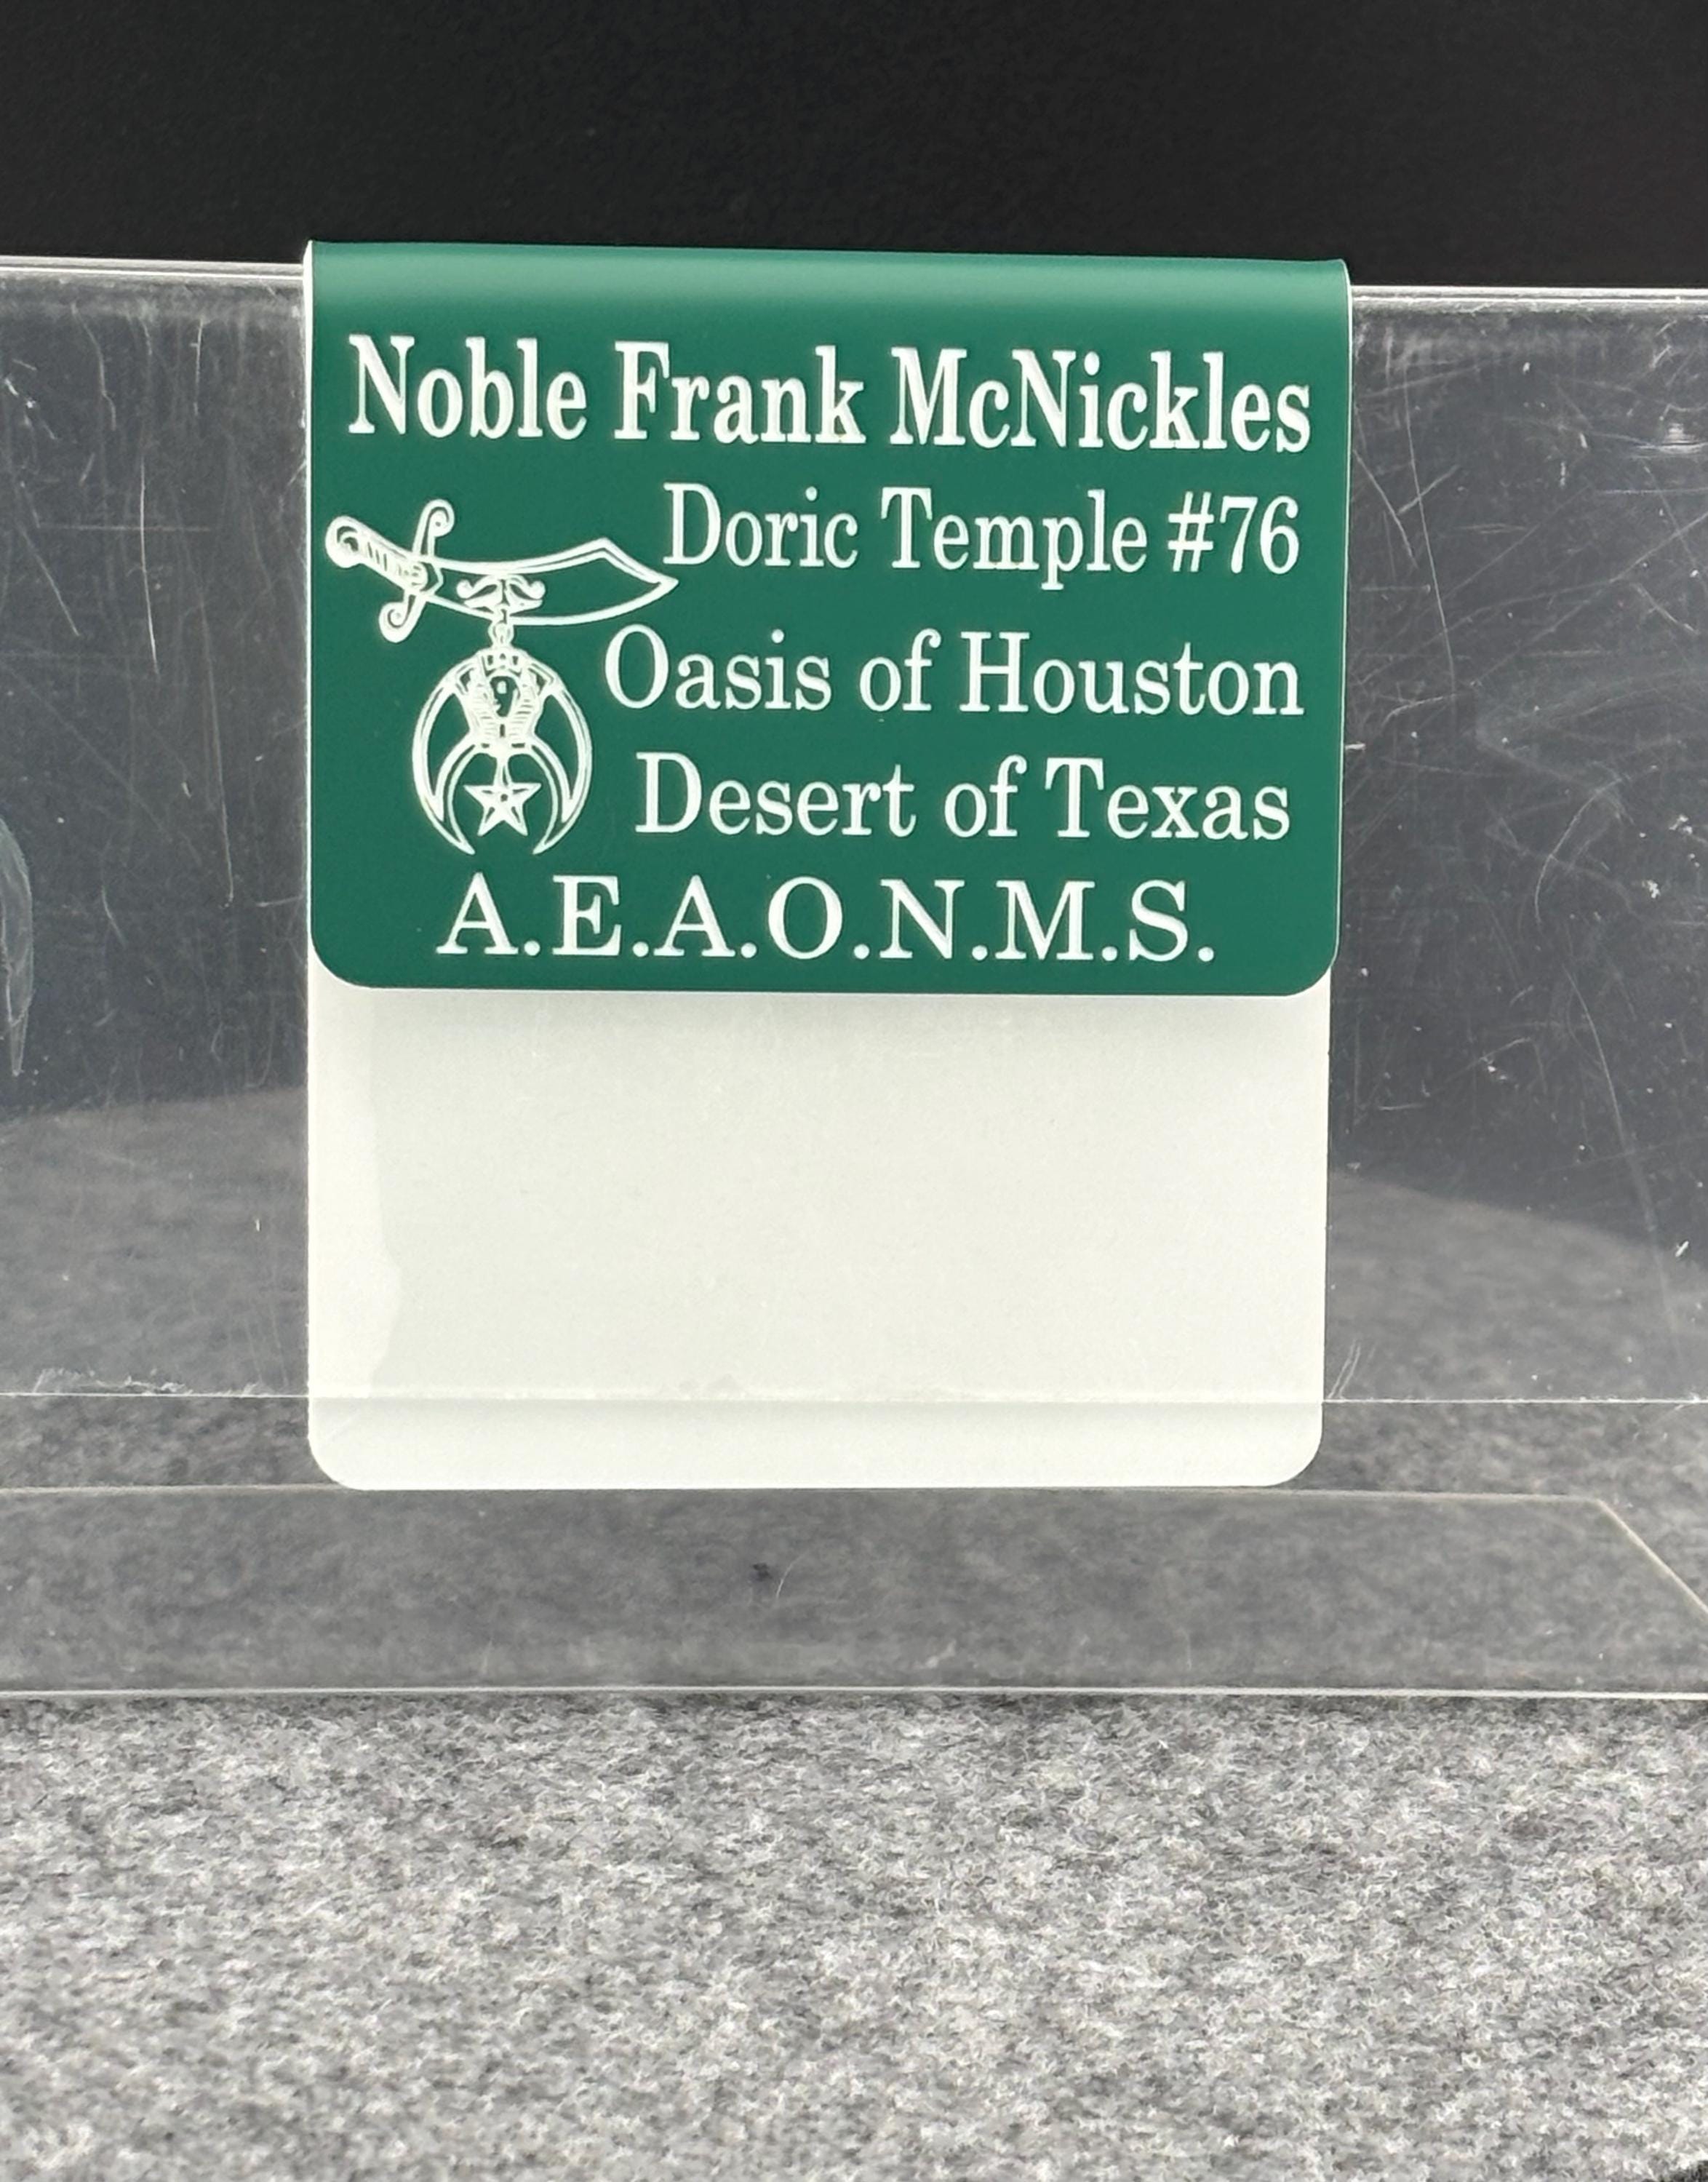 Noble Frank McNickles
Doric Temple #76
Oasis of Houston
Desert of Texas
A.E.A.O.N.M.S.